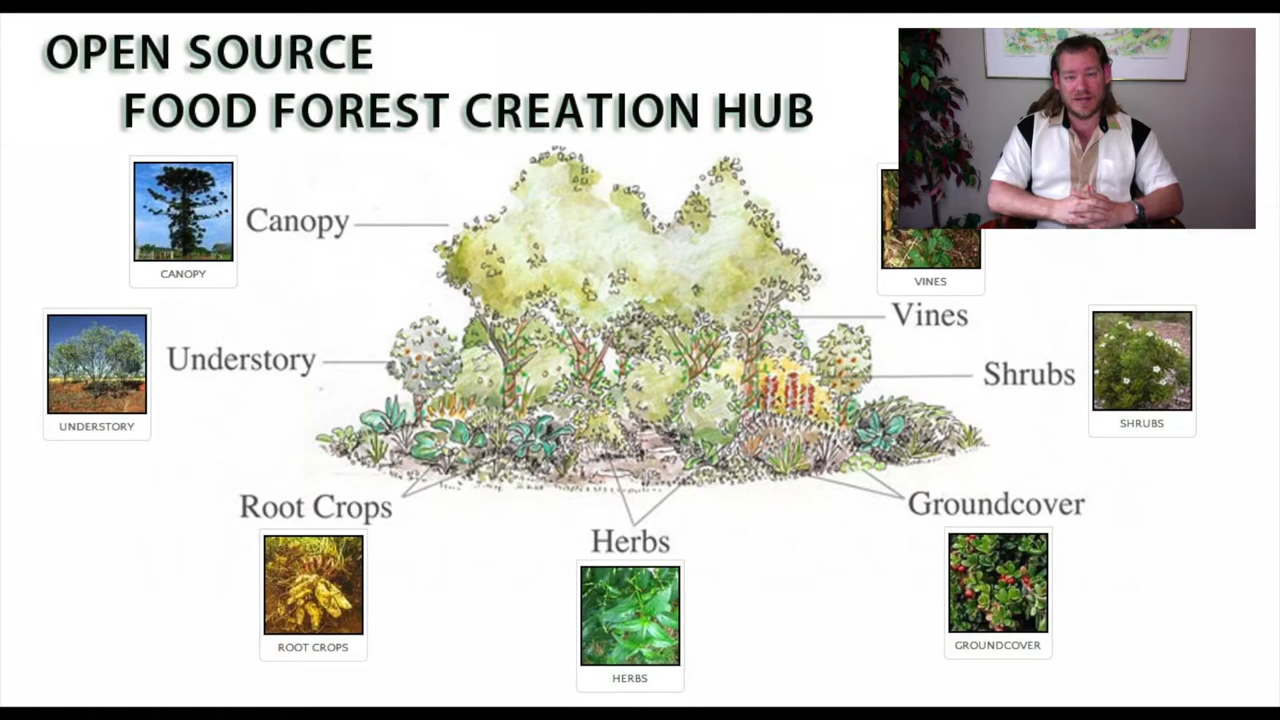 OPEN SOURCE
FOOD FOREST CREATION HUB
CANOPY
Canopy
VINES
Vines
UNDERSTORY
Understory
Shrubs
SHRUBS
Root Crops
Herbs
Groundcover
ROOT CROPS
HERBS
GROUNDCOVER